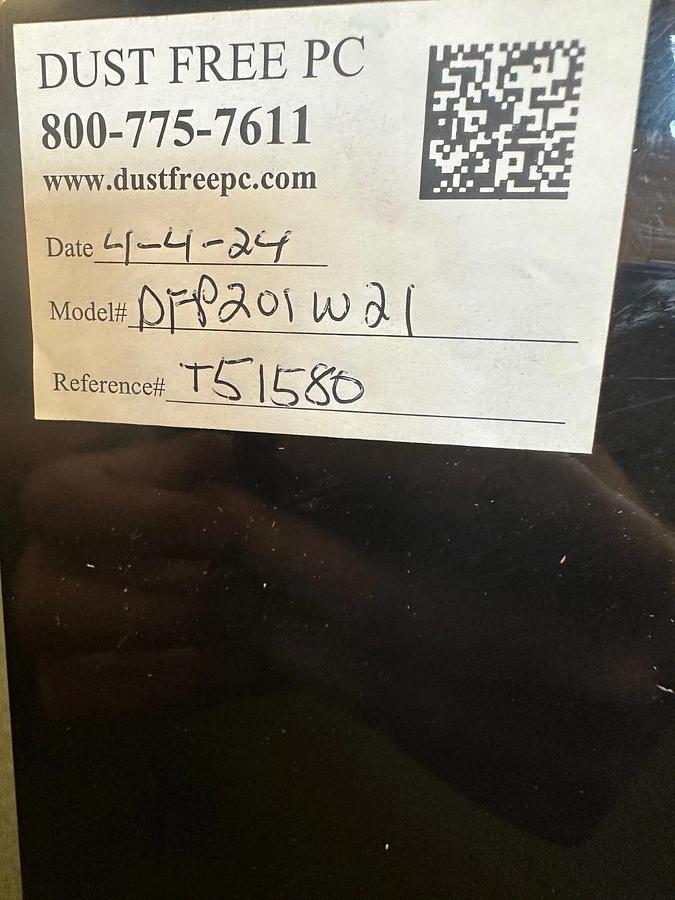 DUST FREE PC
800-775-7611
www.dustfreepc.com
Date 4-4-24
Model# DFP201W21
Reference# T51580